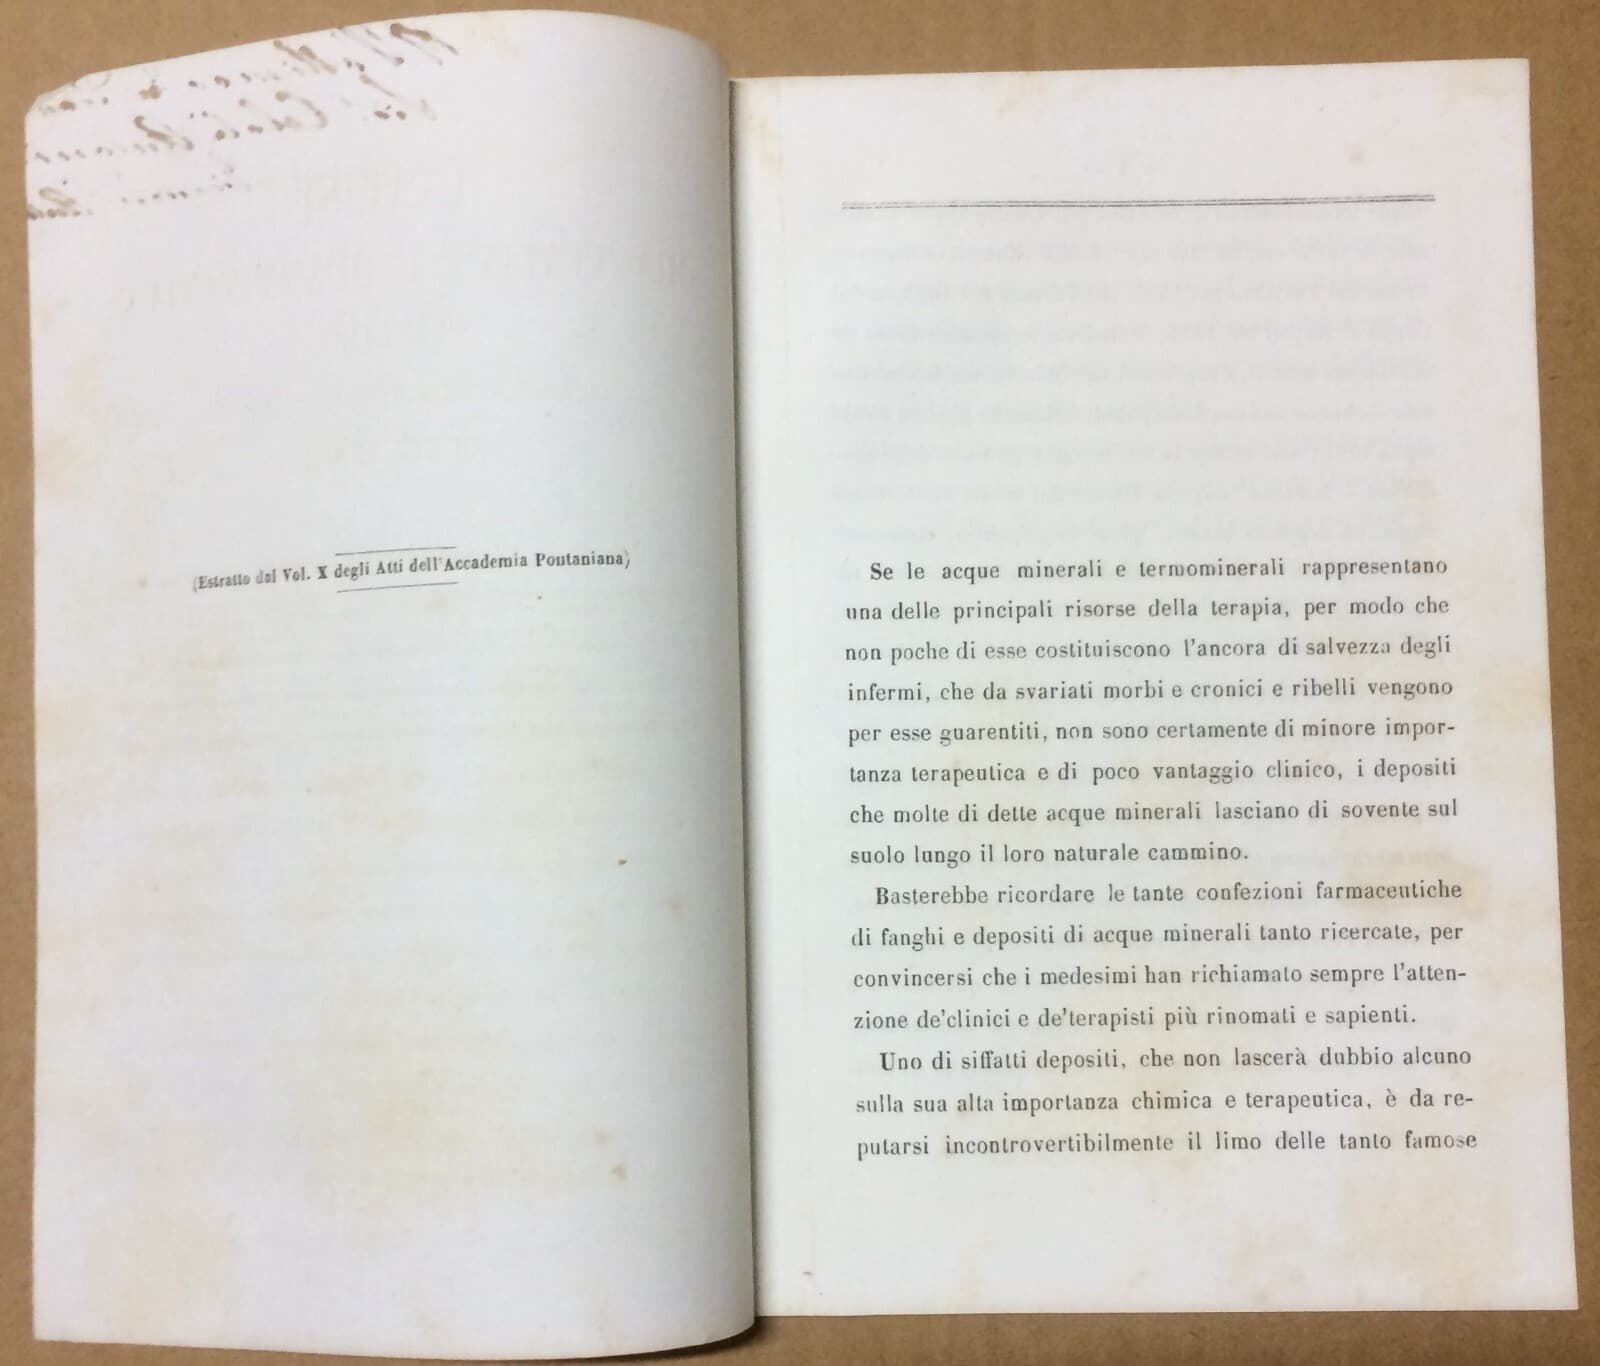 (Estratto dal Vol. X degli Atti dell'Accademia Pontaniana)
Se le acque minerali e termominerali rappresentano
una delle principali risorse della terapia, per modo che
non poche di esse costituiscono l'ancora di salvezza degli
infermi, che da svariati morbi e cronici e ribelli vengono
per esse guarentiti, non sono certamente di minore impor-
tanza terapeutica e di poco vantaggio clinico, i depositi
che molte di dette acque minerali lasciano di sovente sul
suolo lungo il loro naturale cammino.
Basterebbe ricordare le tante confezioni farmaceutiche
di fanghi e depositi di acque minerali tanto ricercate, per
convincersi che i medesimi han richiamato sempre l'atten-
zione de'clinici e de'terapisti più rinomati e sapienti.
Uno di siffatti depositi, che non lascerà dubbio alcuno
sulla sua alta importanza chimica e terapeutica, è da re-
putarsi incontrovertibilmente il limo delle tanto famose